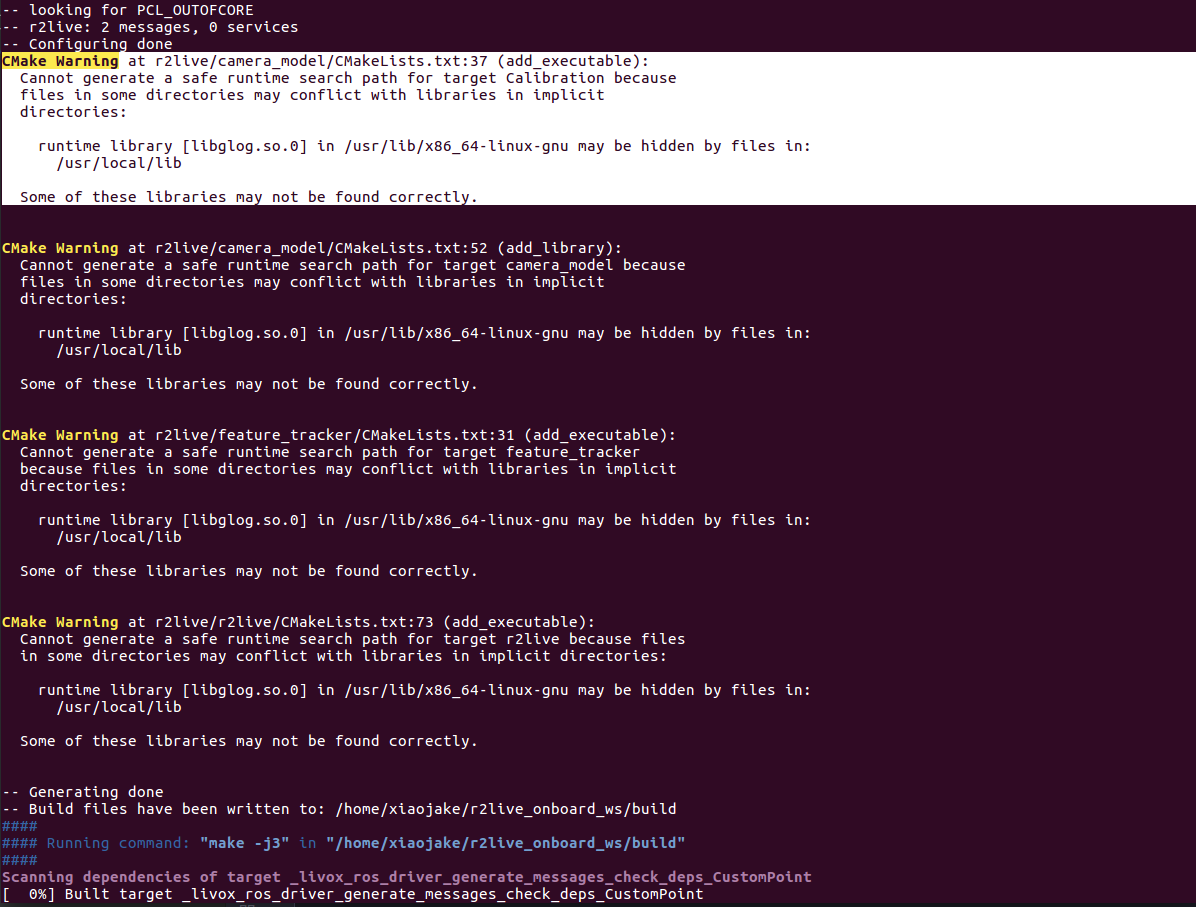 -- looking for PCL_OUTOFCORE
-- r2live: 2 messages, 0 services
-- Configuring done
CMake Warning at r2live/camera_model/CMakeLists.txt:37 (add_executable):
  Cannot generate a safe runtime search path for target Calibration because
  files in some directories may conflict with libraries in implicit
  directories:

    runtime library [libglog.so.0] in /usr/lib/x86_64-linux-gnu may be hidden by files in:
      /usr/local/lib

  Some of these libraries may not be found correctly.


CMake Warning at r2live/camera_model/CMakeLists.txt:52 (add_library):
  Cannot generate a safe runtime search path for target camera_model because
  files in some directories may conflict with libraries in implicit
  directories:

    runtime library [libglog.so.0] in /usr/lib/x86_64-linux-gnu may be hidden by files in:
      /usr/local/lib

  Some of these libraries may not be found correctly.


CMake Warning at r2live/feature_tracker/CMakeLists.txt:31 (add_executable):
  Cannot generate a safe runtime search path for target feature_tracker
  because files in some directories may conflict with libraries in implicit
  directories:

    runtime library [libglog.so.0] in /usr/lib/x86_64-linux-gnu may be hidden by files in:
      /usr/local/lib

  Some of these libraries may not be found correctly.


CMake Warning at r2live/r2live/CMakeLists.txt:73 (add_executable):
  Cannot generate a safe runtime search path for target r2live because files
  in some directories may conflict with libraries in implicit directories:

    runtime library [libglog.so.0] in /usr/lib/x86_64-linux-gnu may be hidden by files in:
      /usr/local/lib

  Some of these libraries may not be found correctly.


-- Generating done
-- Build files have been written to: /home/xiaojake/r2live_onboard_ws/build
####
#### Running command: "make -j3" in "/home/xiaojake/r2live_onboard_ws/build"
####
Scanning dependencies of target _livox_ros_driver_generate_messages_check_deps_CustomPoint
[  0%] Built target _livox_ros_driver_generate_messages_check_deps_CustomPoint